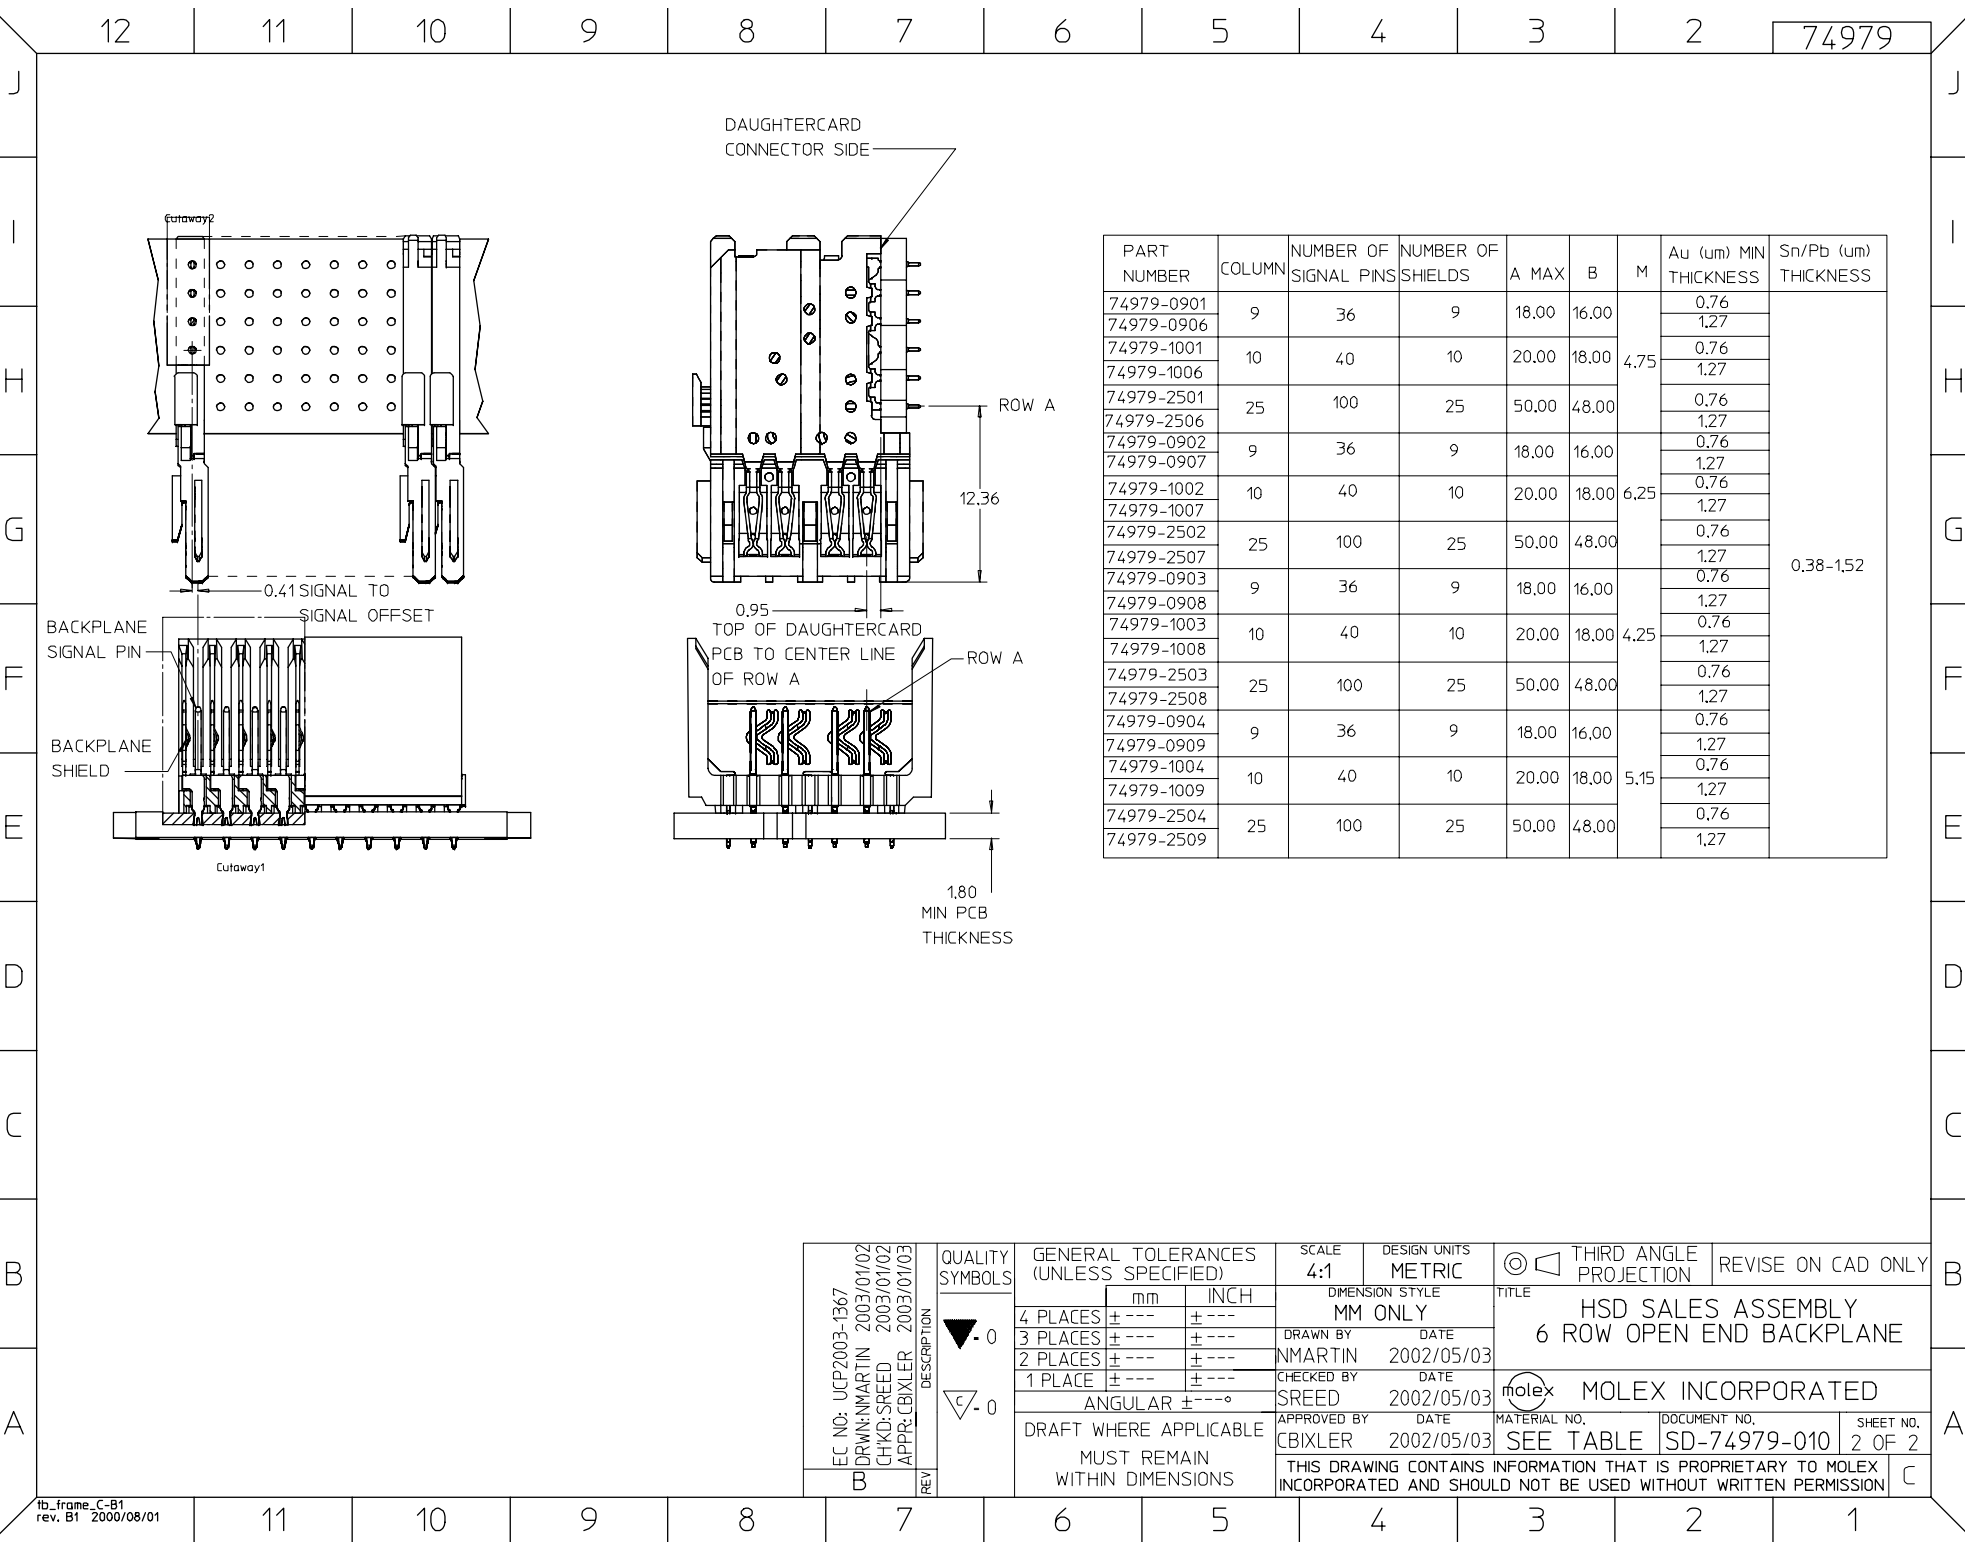 12 11 10 9 8 7 6 5 4 3 2 74979
J J
I I
H H
G G
F F
E E
D D
C C
B B
A A
DAUGHTERCARD
CONNECTOR SIDE
Cutaway2
ROW A
12.36
0.41 SIGNAL TO
SIGNAL OFFSET
BACKPLANE
SIGNAL PIN
BACKPLANE
SHIELD
Cutaway1
0.95
TOP OF DAUGHTERCARD
PCB TO CENTER LINE
OF ROW A
ROW A
1.80
MIN PCB
THICKNESS
PART NUMBER COLUMN NUMBER OF SIGNAL PINS NUMBER OF SHIELDS A MAX B M Au (um) MIN THICKNESS Sn/Pb (um) THICKNESS
74979-0901 9 36 9 18.00 16.00 4.75 0.76 0.38-1.52
74979-0906 1.27
74979-1001 10 40 10 20.00 18.00 0.76
74979-1006 1.27
74979-2501 25 100 25 50.00 48.00 0.76
74979-2506 1.27
74979-0902 9 36 9 18.00 16.00 6.25 0.76
74979-0907 1.27
74979-1002 10 40 10 20.00 18.00 0.76
74979-1007 1.27
74979-2502 25 100 25 50.00 48.00 0.76
74979-2507 1.27
74979-0903 9 36 9 18.00 16.00 4.25 0.76
74979-0908 1.27
74979-1003 10 40 10 20.00 18.00 0.76
74979-1008 1.27
74979-2503 25 100 25 50.00 48.00 0.76
74979-2508 1.27
74979-0904 9 36 9 18.00 16.00 5.15 0.76
74979-0909 1.27
74979-1004 10 40 10 20.00 18.00 0.76
74979-1009 1.27
74979-2504 25 100 25 50.00 48.00 0.76
74979-2509 1.27
EC NO: UCP2003-1367
DRWN:NMARTIN 2003/01/02
CH'KD:SREED 2003/01/02
APPR:CBIXLER 2003/01/03
DESCRIPTION
B
REV
QUALITY
SYMBOLS
- 0
C - 0
GENERAL TOLERANCES
(UNLESS SPECIFIED)
mm INCH
4 PLACES ±--- ±---
3 PLACES ±--- ±---
2 PLACES ±--- ±---
1 PLACE ±--- ±---
ANGULAR ±---°
DRAFT WHERE APPLICABLE
MUST REMAIN
WITHIN DIMENSIONS
SCALE
4:1
DESIGN UNITS
METRIC
THIRD ANGLE
PROJECTION
REVISE ON CAD ONLY
DIMENSION STYLE
MM ONLY
DRAWN BY DATE
NMARTIN 2002/05/03
CHECKED BY DATE
SREED 2002/05/03
APPROVED BY DATE
CBIXLER 2002/05/03
TITLE
HSD SALES ASSEMBLY
6 ROW OPEN END BACKPLANE
molex MOLEX INCORPORATED
MATERIAL NO.
SEE TABLE
DOCUMENT NO.
SD-74979-010
SHEET NO.
2 OF 2
THIS DRAWING CONTAINS INFORMATION THAT IS PROPRIETARY TO MOLEX
INCORPORATED AND SHOULD NOT BE USED WITHOUT WRITTEN PERMISSION
C
tb_frame_C-B1
rev. B1 2000/08/01
11 10 9 8 7 6 5 4 3 2 1